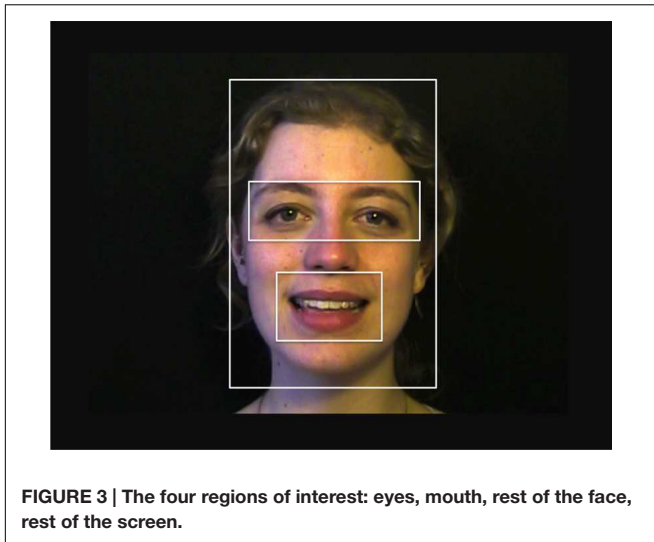 FIGURE 3 | The four regions of interest: eyes, mouth, rest of the face,
rest of the screen.